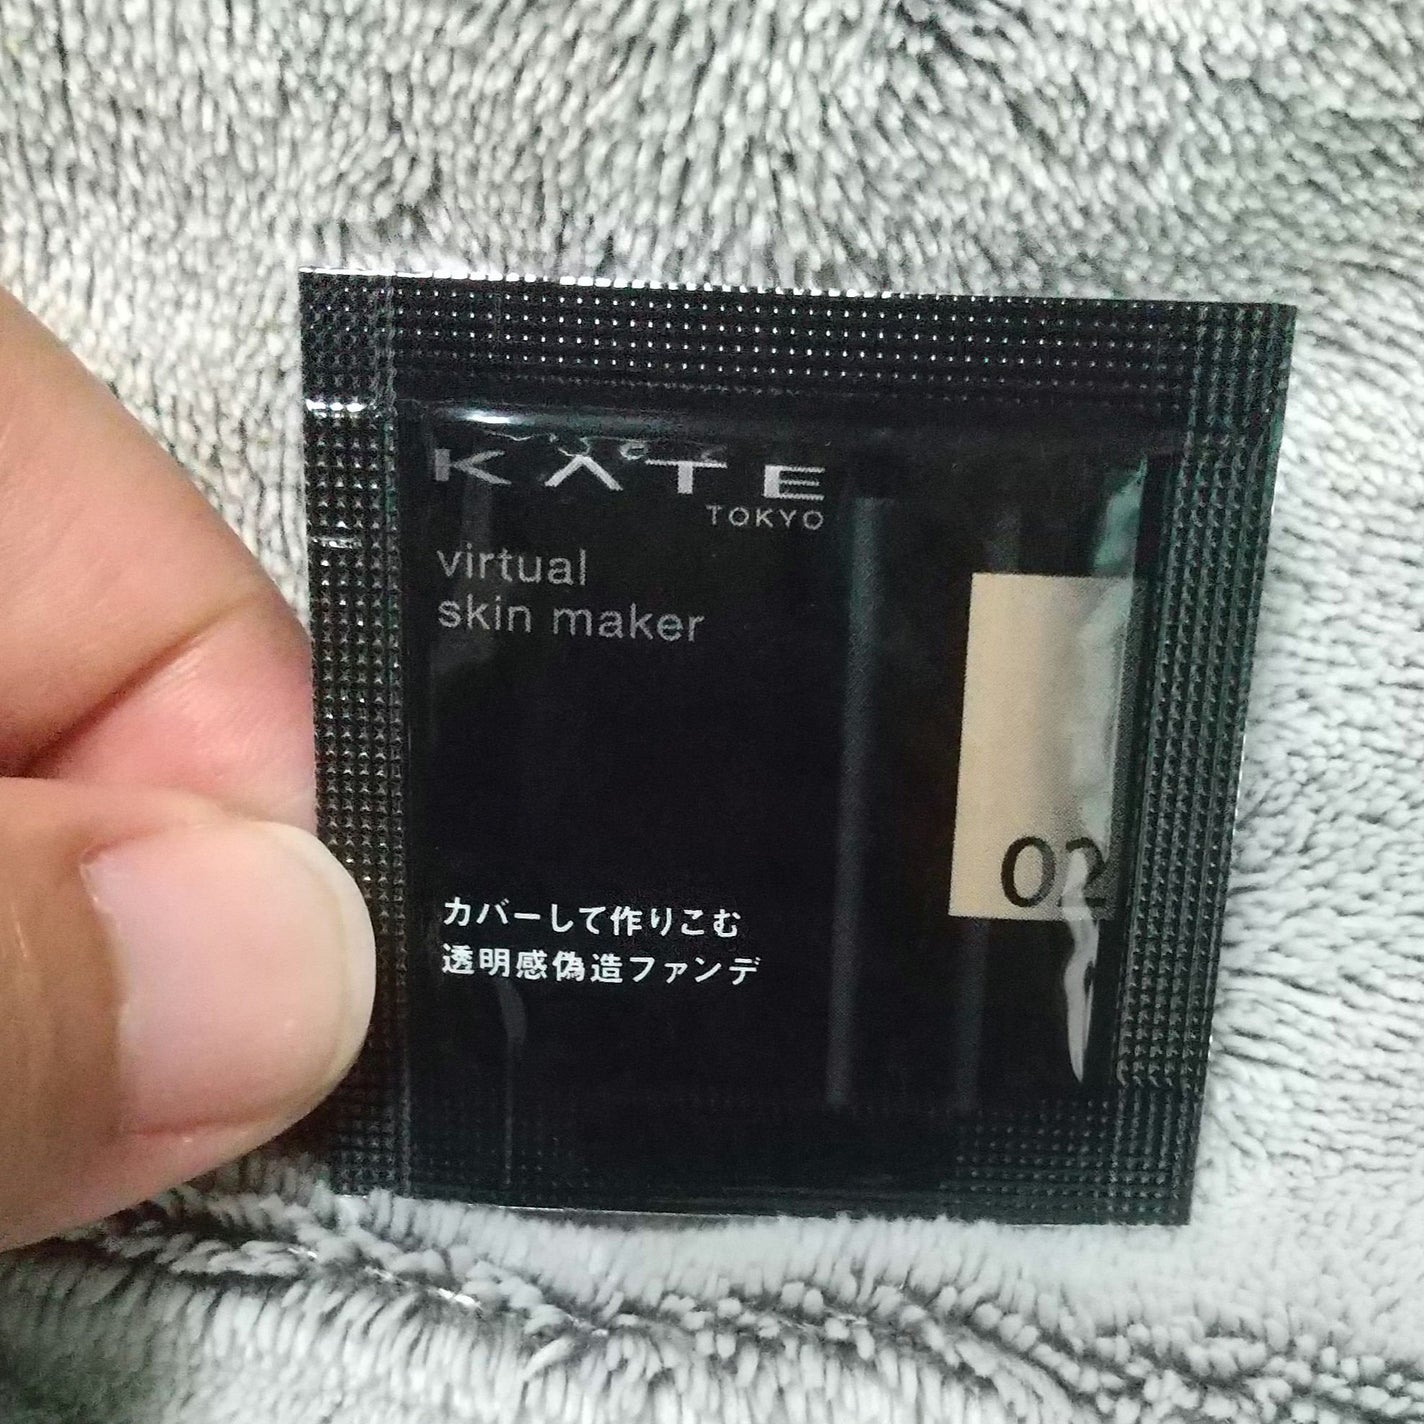 KATE
TOKYO
virtual
skin maker
02
カバーして作りこむ
透明感偽造ファンデ